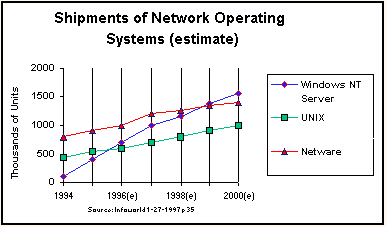 Shipments of Network Operating
Systems (estimate)
Thousands of Units
2000
1500
1000
500
0
1994
1996(e)
1998(e)
2000(e)
Source: Infoworld 1-27-1997 p35
Windows NT
Server
UNIX
Netware